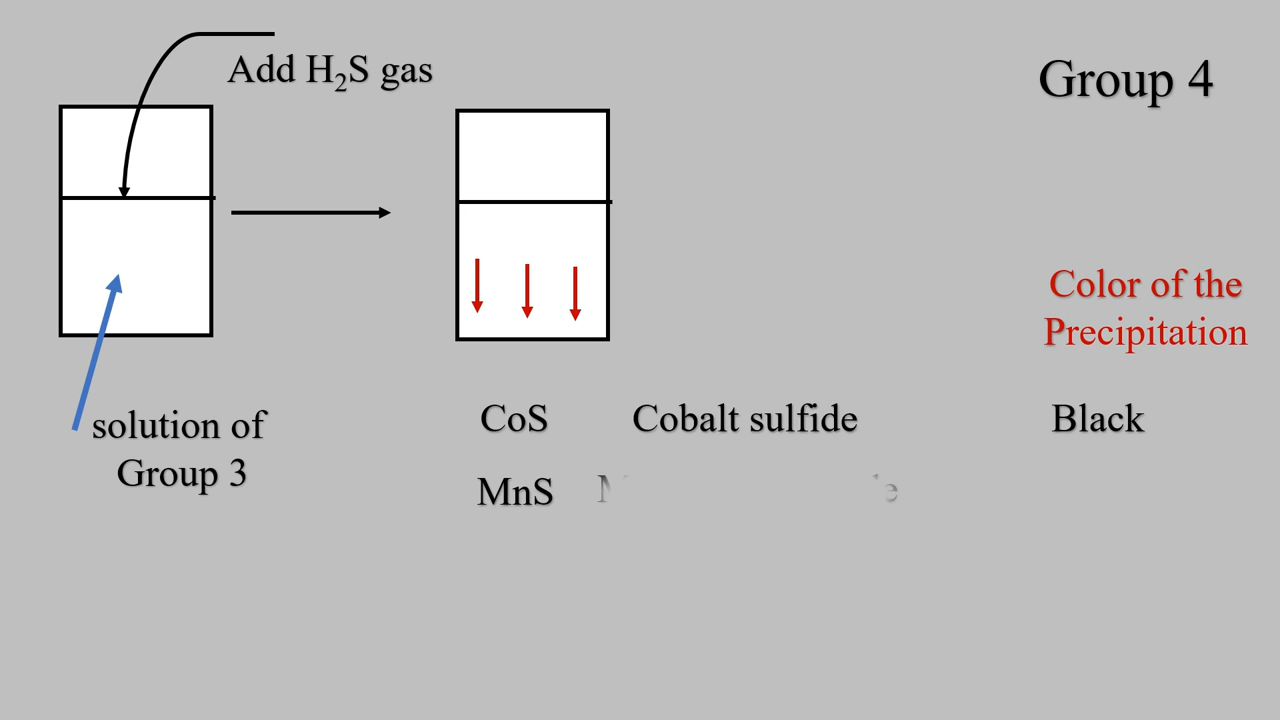 Add H₂S gas
Group 4
Color of the
Precipitation
solution of
Group 3
CoS Cobalt sulfide Black
MnS